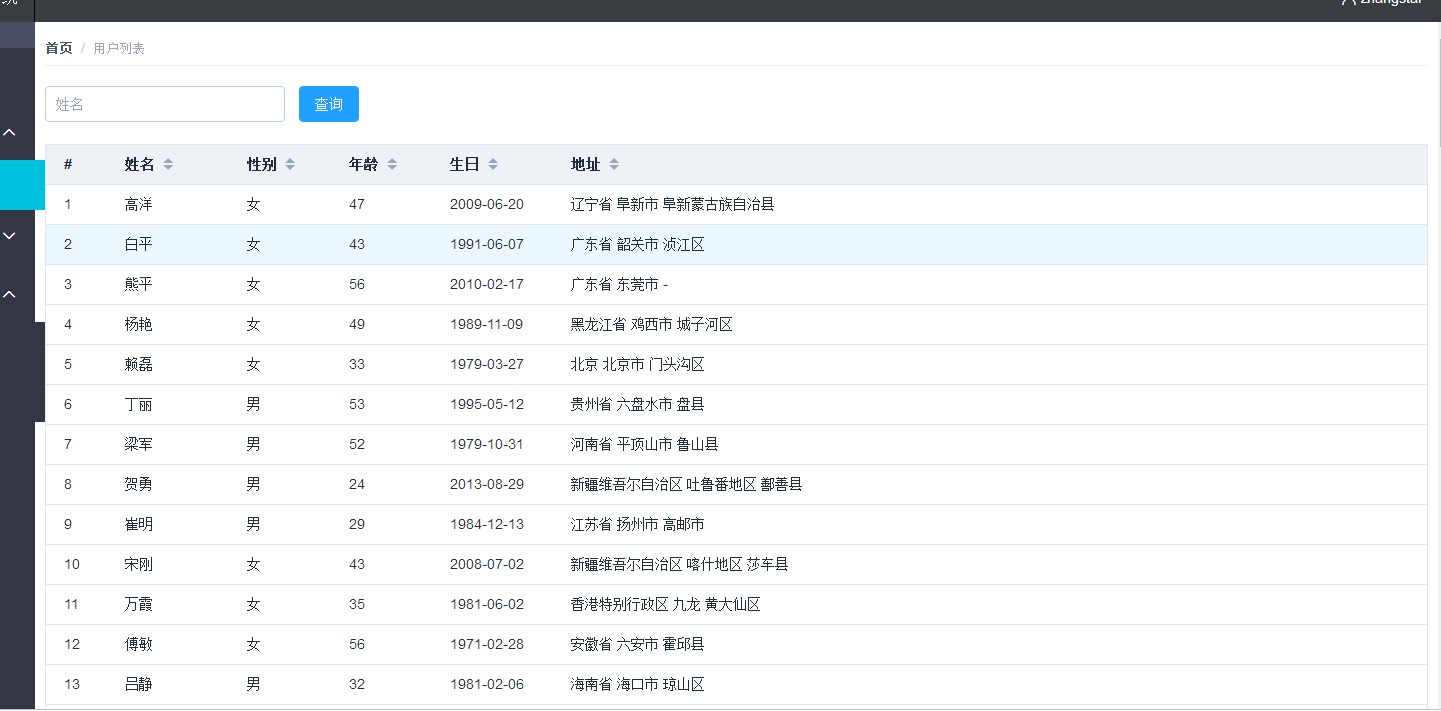 zhangstar
首页 / 用户列表
姓名 查询
# 姓名 性别 年龄 生日 地址
1 高洋 女 47 2009-06-20 辽宁省 阜新市 阜新蒙古族自治县
2 白平 女 43 1991-06-07 广东省 韶关市 浈江区
3 熊平 女 56 2010-02-17 广东省 东莞市 -
4 杨艳 女 49 1989-11-09 黑龙江省 鸡西市 城子河区
5 赖磊 女 33 1979-03-27 北京 北京市 门头沟区
6 丁丽 男 53 1995-05-12 贵州省 六盘水市 盘县
7 梁军 男 52 1979-10-31 河南省 平顶山市 鲁山县
8 贺勇 男 24 2013-08-29 新疆维吾尔自治区 吐鲁番地区 鄯善县
9 崔明 男 29 1984-12-13 江苏省 扬州市 高邮市
10 宋刚 女 43 2008-07-02 新疆维吾尔自治区 喀什地区 莎车县
11 万霞 女 35 1981-06-02 香港特别行政区 九龙 黄大仙区
12 傅敏 女 56 1971-02-28 安徽省 六安市 霍邱县
13 吕静 男 32 1981-02-06 海南省 海口市 琼山区